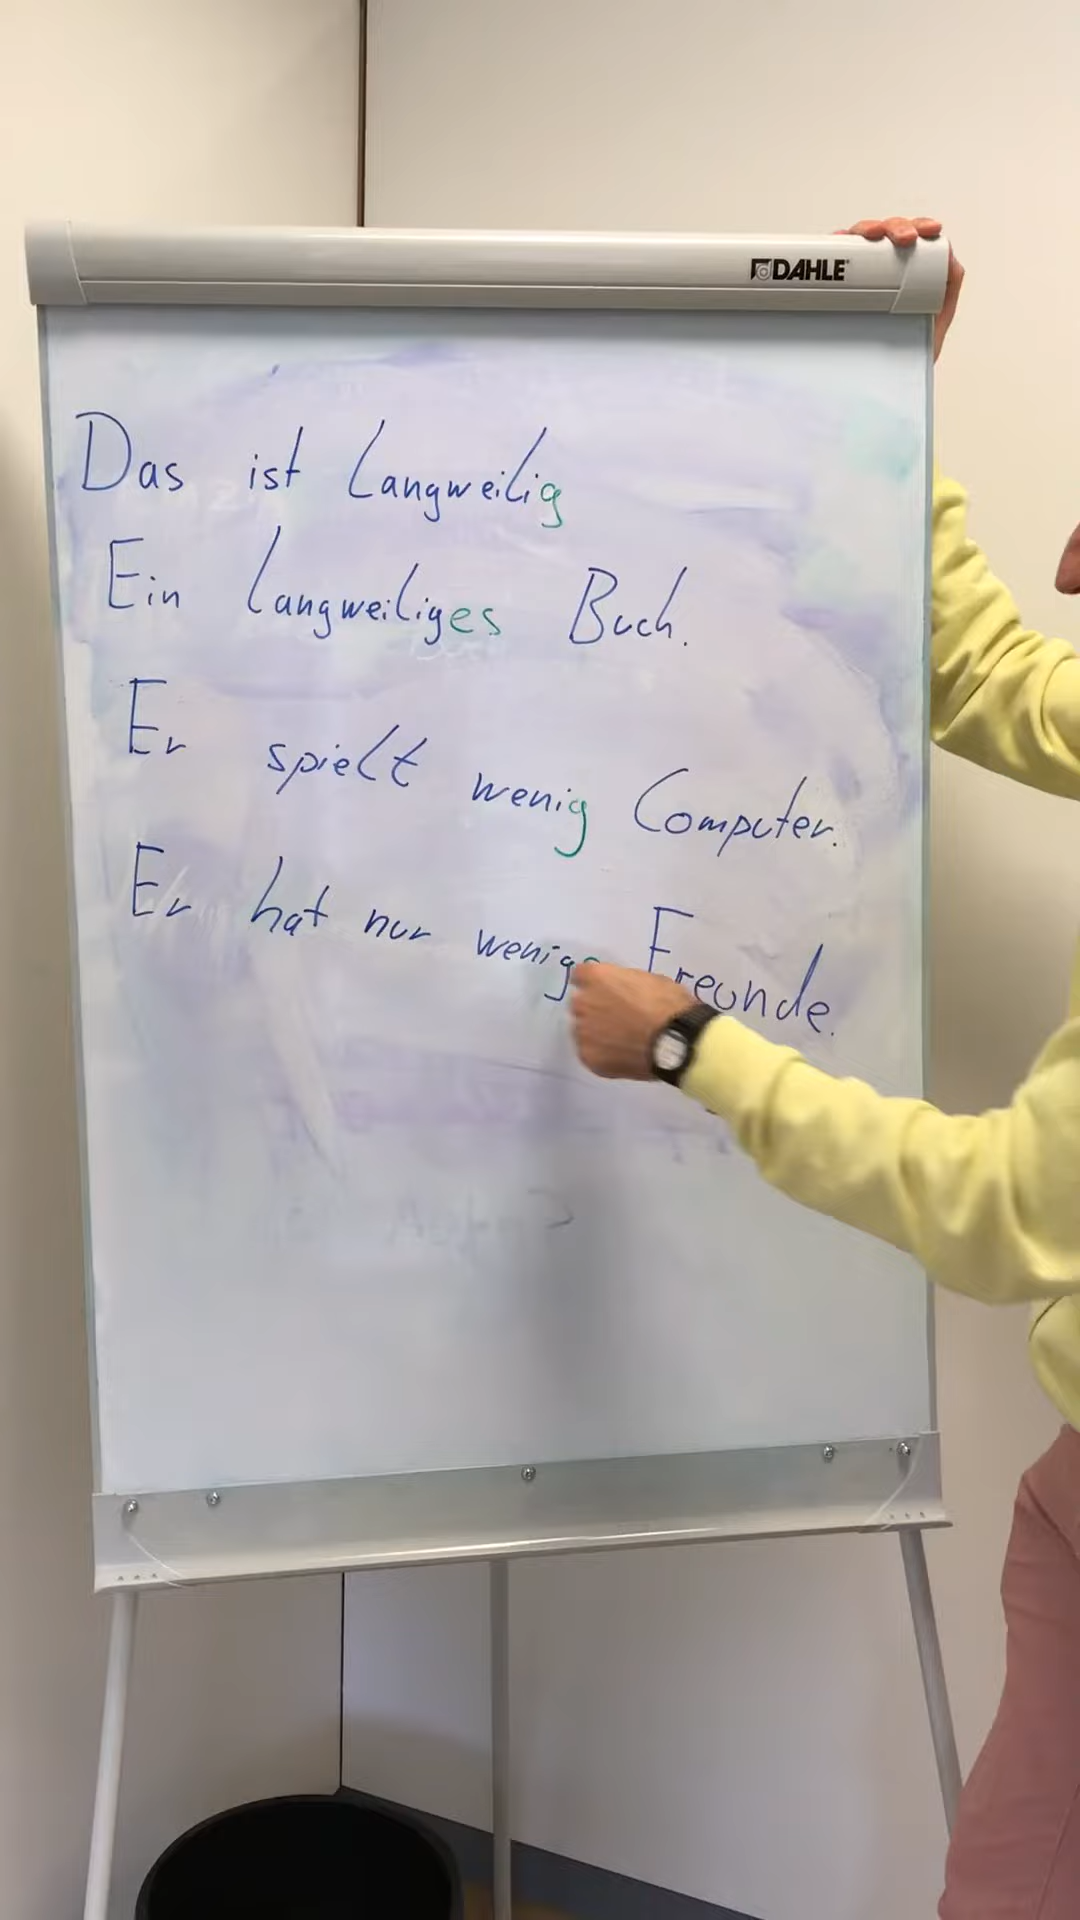 DAHLE
Das ist langweilig
Ein langweiliges Buch.
Er spielt wenig Computer.
Er hat nur wenige Freunde.